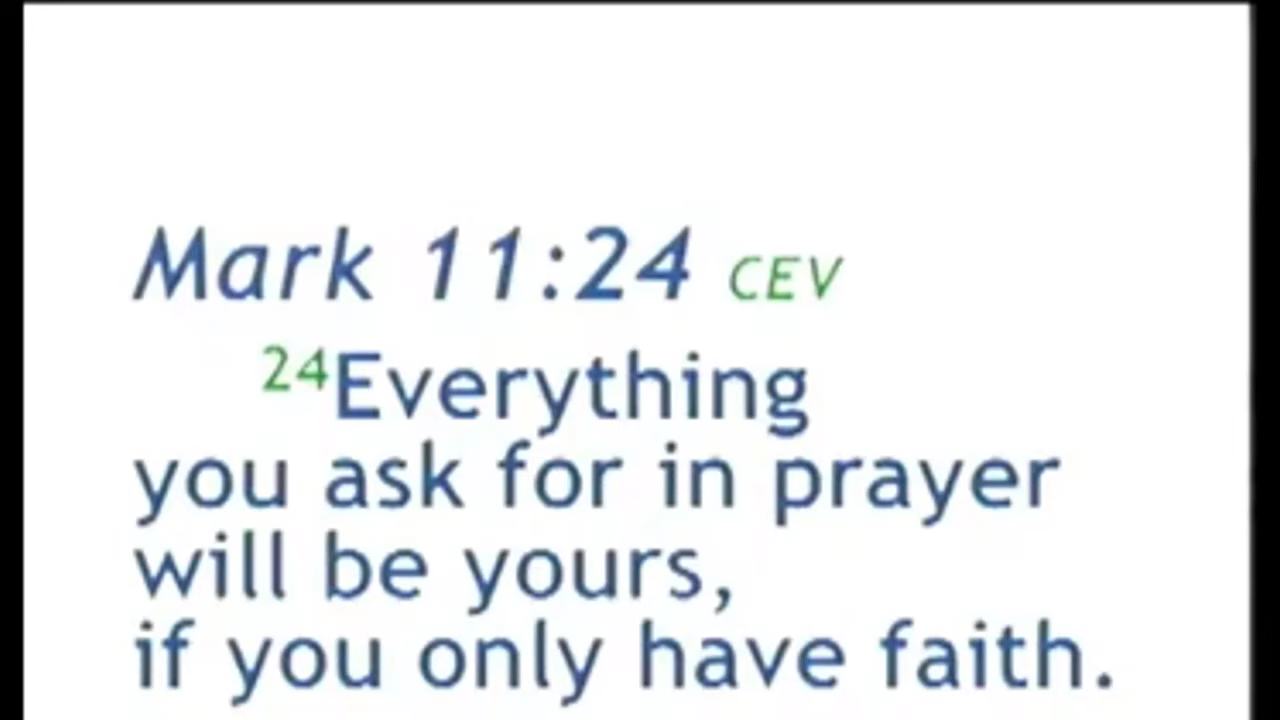 Mark 11:24 CEV
24Everything
you ask for in prayer
will be yours,
if you only have faith.